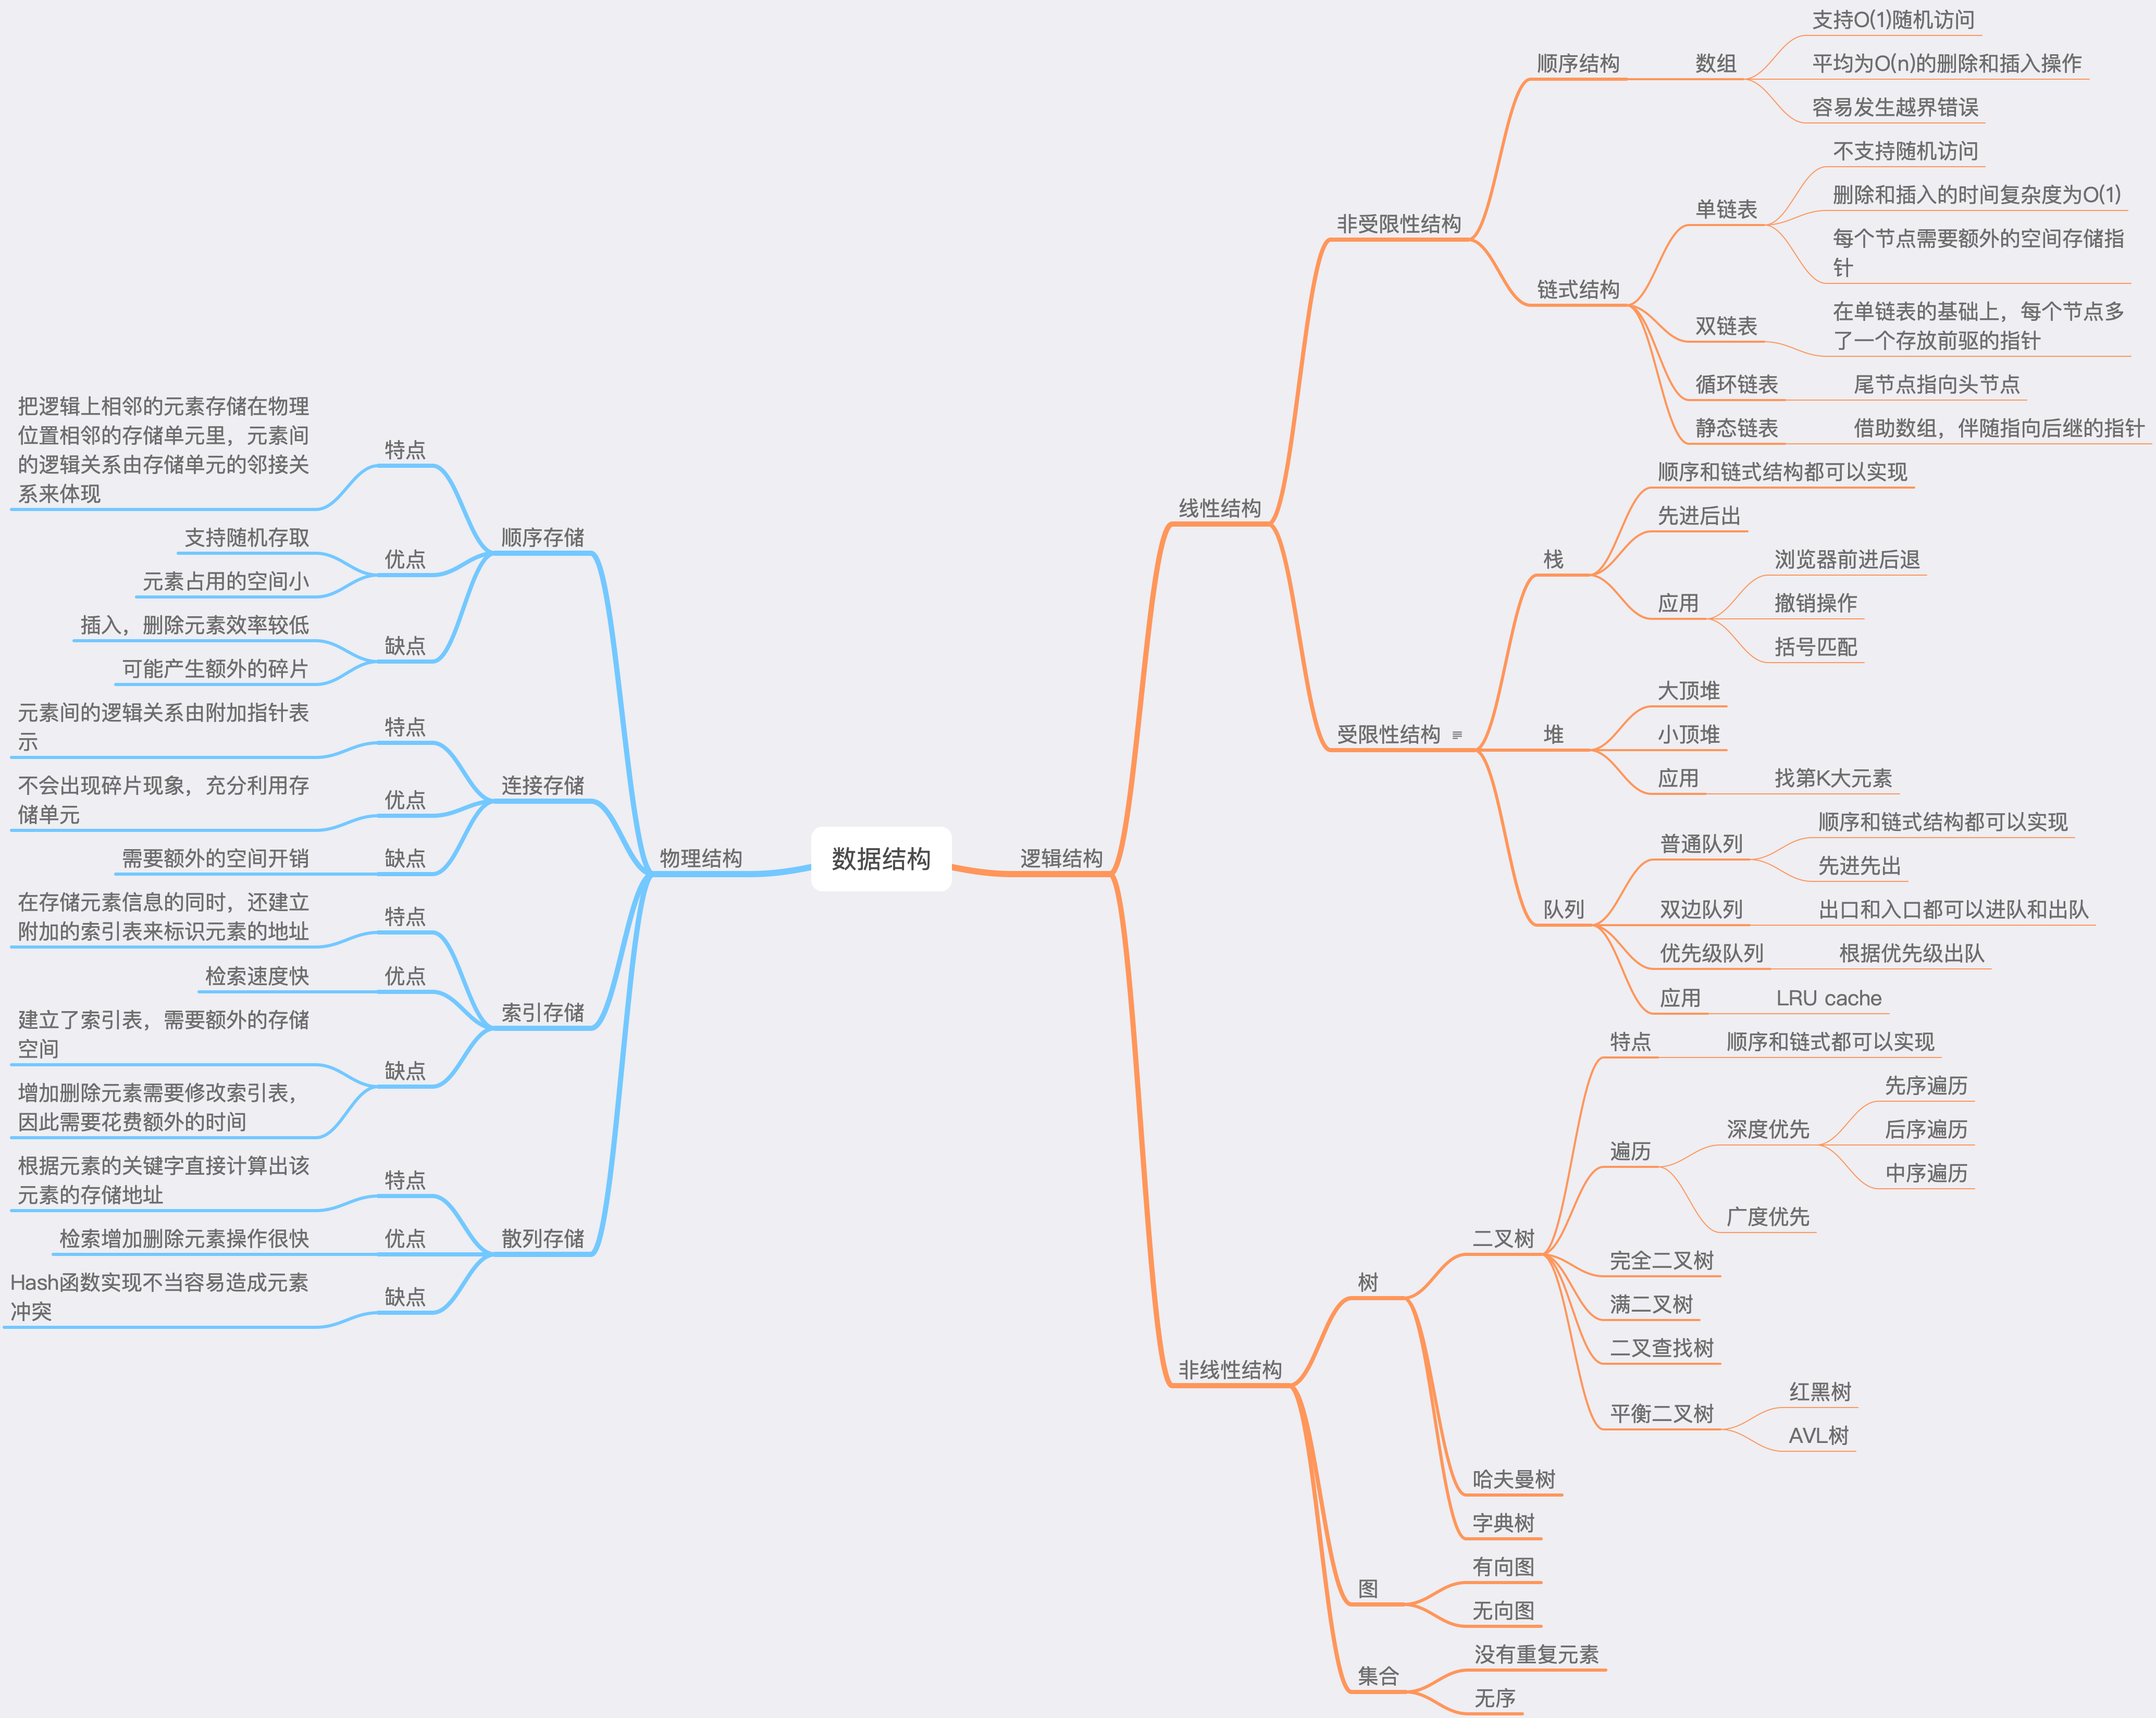 数据结构
物理结构
顺序存储
特点
把逻辑上相邻的元素存储在物理
位置相邻的存储单元里，元素间
的逻辑关系由存储单元的邻接关
系来体现
优点
支持随机存取
元素占用的空间小
缺点
插入，删除元素效率较低
可能产生额外的碎片
连接存储
特点
元素间的逻辑关系由附加指针表
示
优点
不会出现碎片现象，充分利用存
储单元
缺点
需要额外的空间开销
索引存储
特点
在存储元素信息的同时，还建立
附加的索引表来标识元素的地址
优点
检索速度快
缺点
建立了索引表，需要额外的存储
空间
增加删除元素需要修改索引表，
因此需要花费额外的时间
散列存储
特点
根据元素的关键字直接计算出该
元素的存储地址
优点
检索增加删除元素操作很快
缺点
Hash函数实现不当容易造成元素
冲突
逻辑结构
线性结构
非受限性结构
顺序结构
数组
支持O(1)随机访问
平均为O(n)的删除和插入操作
容易发生越界错误
链式结构
单链表
不支持随机访问
删除和插入的时间复杂度为O(1)
每个节点需要额外的空间存储指
针
双链表
在单链表的基础上，每个节点多
了一个存放前驱的指针
循环链表
尾节点指向头节点
静态链表
借助数组，伴随指向后继的指针
受限性结构
栈
顺序和链式结构都可以实现
先进后出
应用
浏览器前进后退
撤销操作
括号匹配
堆
大顶堆
小顶堆
应用
找第K大元素
队列
普通队列
顺序和链式结构都可以实现
先进先出
双边队列
出口和入口都可以进队和出队
优先级队列
根据优先级出队
应用
LRU cache
非线性结构
树
二叉树
特点
顺序和链式都可以实现
遍历
深度优先
先序遍历
后序遍历
中序遍历
广度优先
完全二叉树
满二叉树
二叉查找树
平衡二叉树
红黑树
AVL树
哈夫曼树
字典树
图
有向图
无向图
集合
没有重复元素
无序